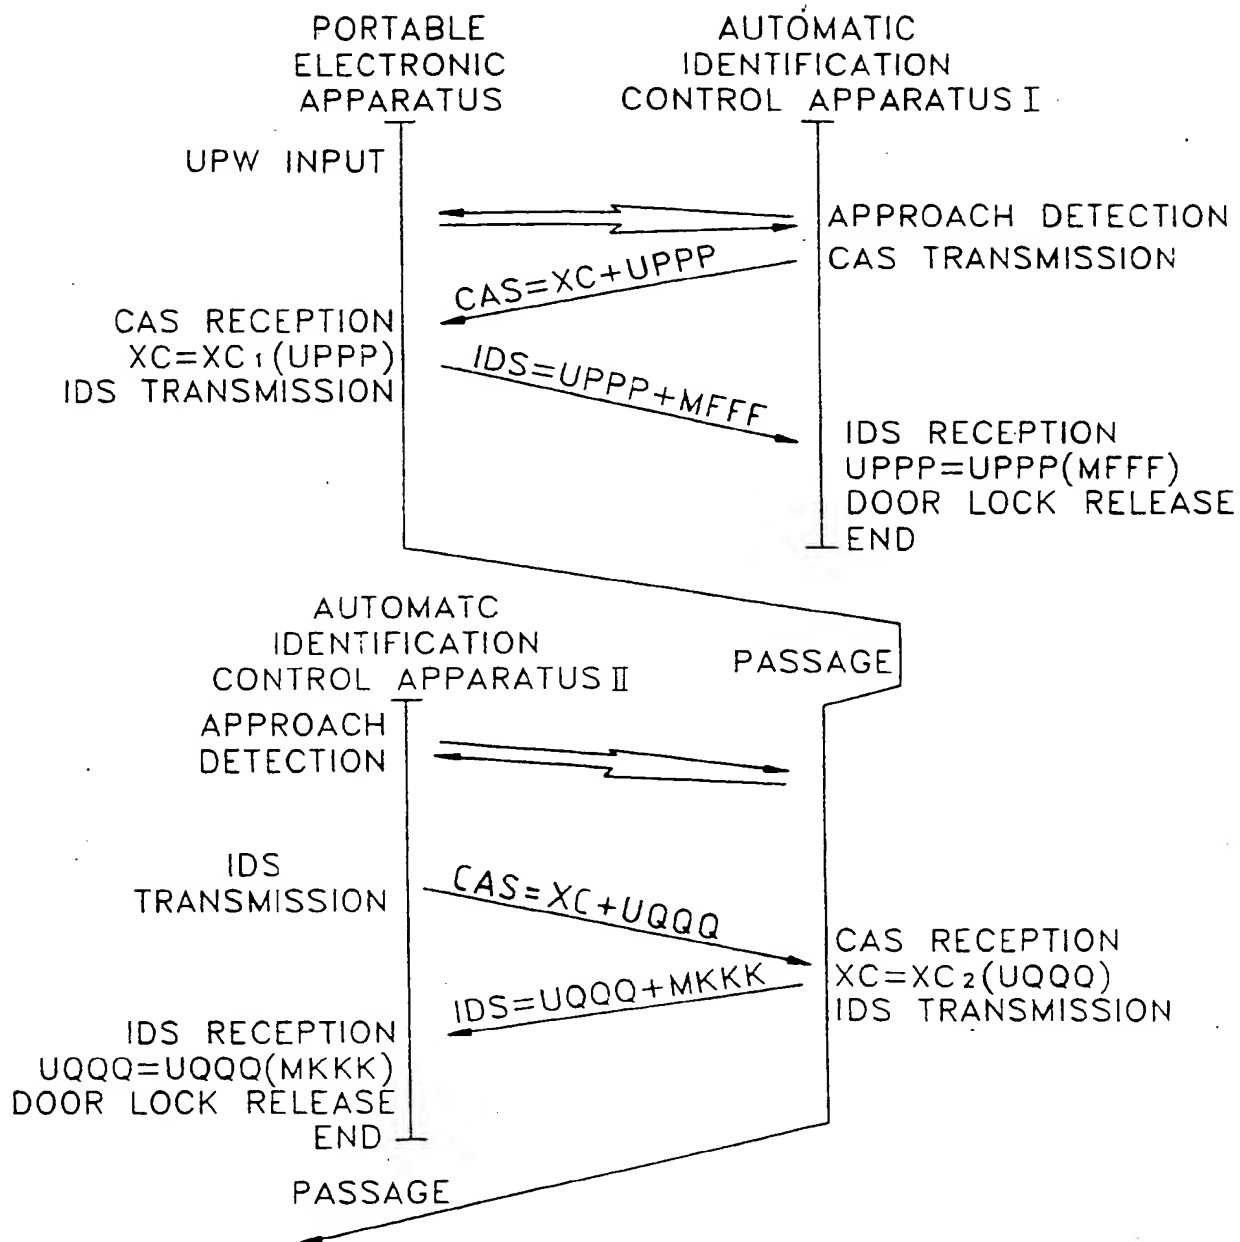 PORTABLE
ELECTRONIC
APPARATUS
AUTOMATIC
IDENTIFICATION
CONTROL APPARATUS I
UPW INPUT
APPROACH DETECTION
CAS TRANSMISSION
CAS=XC+UPPP
CAS RECEPTION
XC=XC1(UPPP)
IDS TRANSMISSION
IDS=UPPP+MFFF
IDS RECEPTION
UPPP=UPPP(MFFF)
DOOR LOCK RELEASE
END
AUTOMATC
IDENTIFICATION
CONTROL APPARATUS II
PASSAGE
APPROACH
DETECTION
IDS
TRANSMISSION
CAS=XC+UQQQ
CAS RECEPTION
XC=XC2(UQQQ)
IDS TRANSMISSION
IDS=UQQQ+MKKK
IDS RECEPTION
UQQQ=UQQQ(MKKK)
DOOR LOCK RELEASE
END
PASSAGE